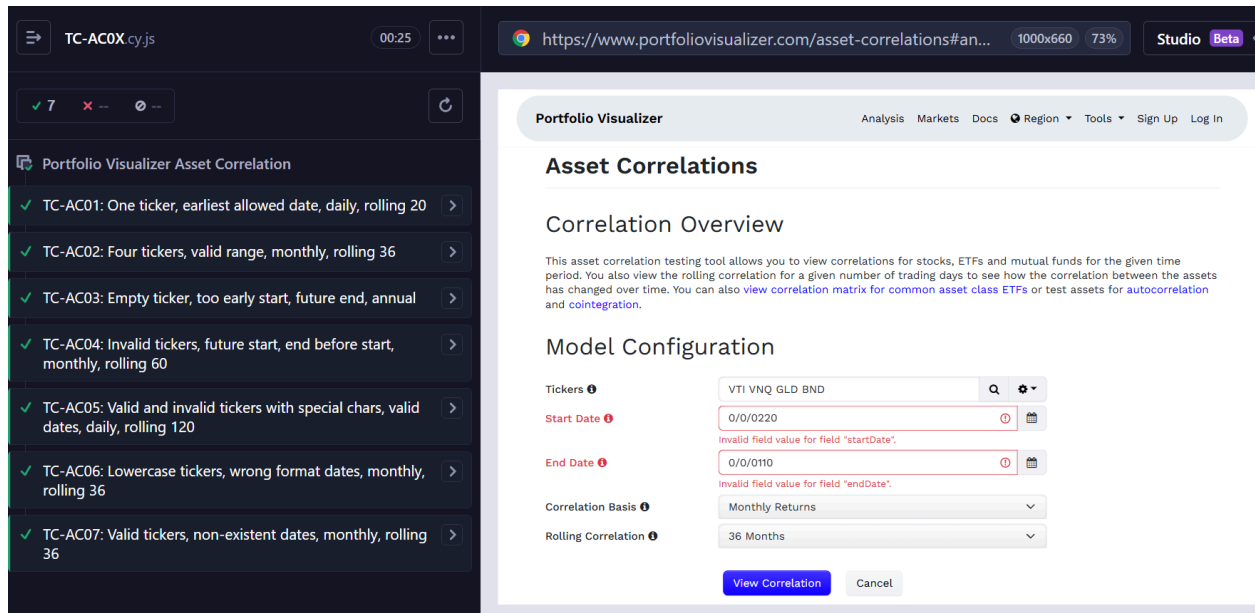 TC-AC0X.cy.js
00:25
7
--
--
Portfolio Visualizer Asset Correlation
TC-AC01: One ticker, earliest allowed date, daily, rolling 20
TC-AC02: Four tickers, valid range, monthly, rolling 36
TC-AC03: Empty ticker, too early start, future end, annual
TC-AC04: Invalid tickers, future start, end before start,
monthly, rolling 60
TC-AC05: Valid and invalid tickers with special chars, valid
dates, daily, rolling 120
TC-AC06: Lowercase tickers, wrong format dates, monthly,
rolling 36
TC-AC07: Valid tickers, non-existent dates, monthly, rolling
36
https://www.portfoliovisualizer.com/asset-correlations#an...
1000x660
73%
Studio Beta
Portfolio Visualizer
Analysis Markets Docs Region Tools Sign Up Log In
Asset Correlations
Correlation Overview
This asset correlation testing tool allows you to view correlations for stocks, ETFs and mutual funds for the given time
period. You also view the rolling correlation for a given number of trading days to see how the correlation between the assets
has changed over time. You can also view correlation matrix for common asset class ETFs or test assets for autocorrelation
and cointegration.
Model Configuration
Tickers VTI VNQ GLD BND
Start Date 0/0/0220
Invalid field value for field "startDate".
End Date 0/0/0110
Invalid field value for field "endDate".
Correlation Basis Monthly Returns
Rolling Correlation 36 Months
View Correlation Cancel